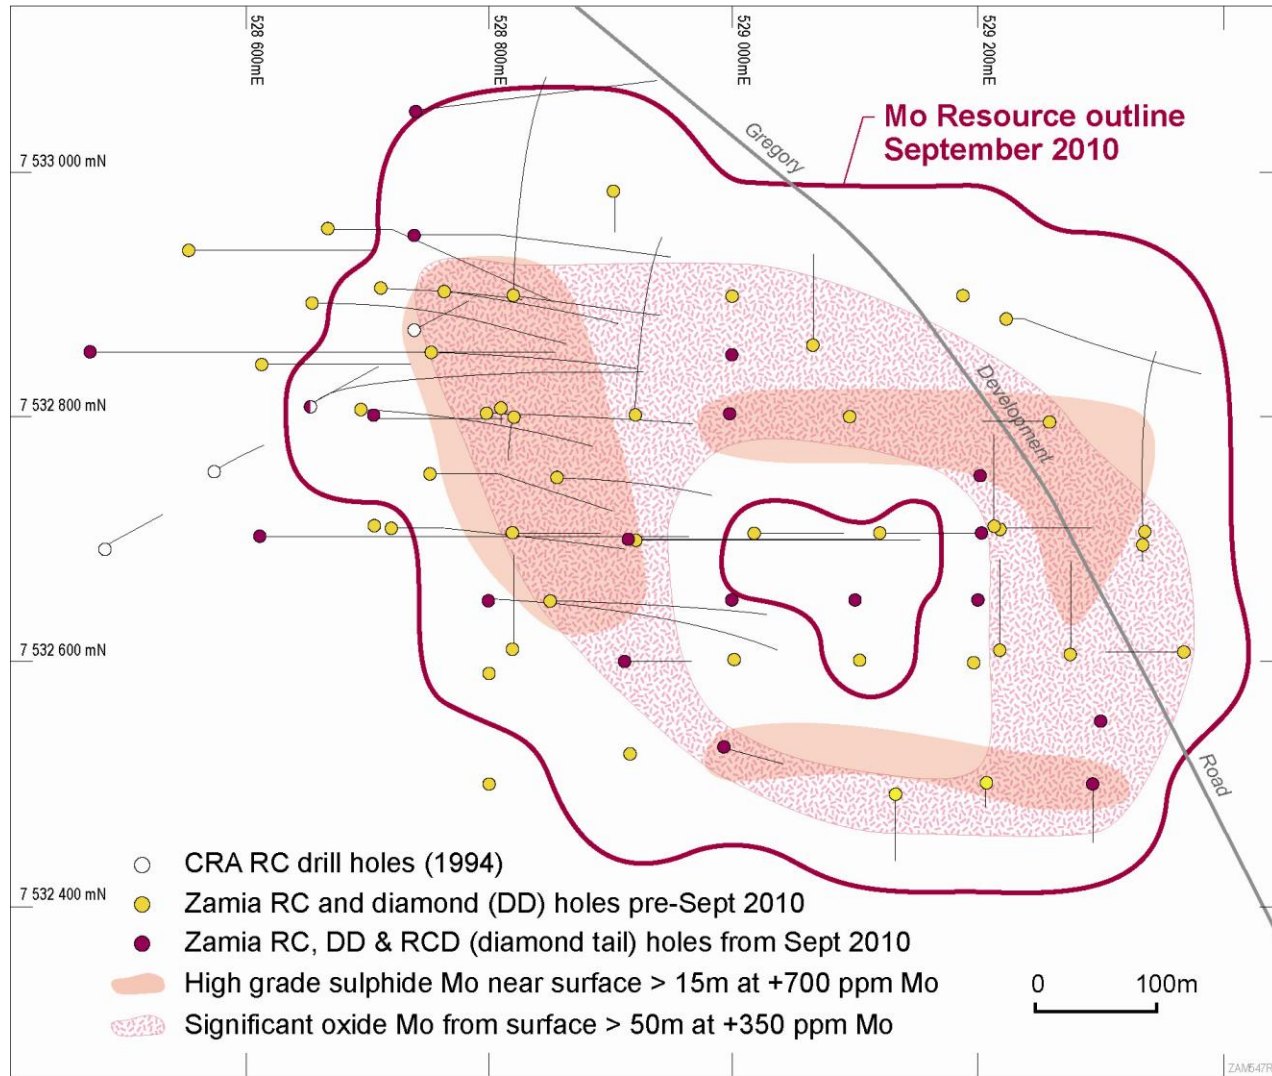 528 600mE
528 800mE
529 000mE
529 200mE
Mo Resource outline
September 2010
Gregory
7 533 000 mN
7 532 800 mN
Development
7 532 600 mN
Road
CRA RC drill holes (1994)
7 532 400 mN
Zamia RC and diamond (DD) holes pre-Sept 2010
Zamia RC, DD & RCD (diamond tail) holes from Sept 2010
High grade sulphide Mo near surface > 15m at +700 ppm Mo
0 100m
Significant oxide Mo from surface > 50m at +350 ppm Mo
ZAM547R